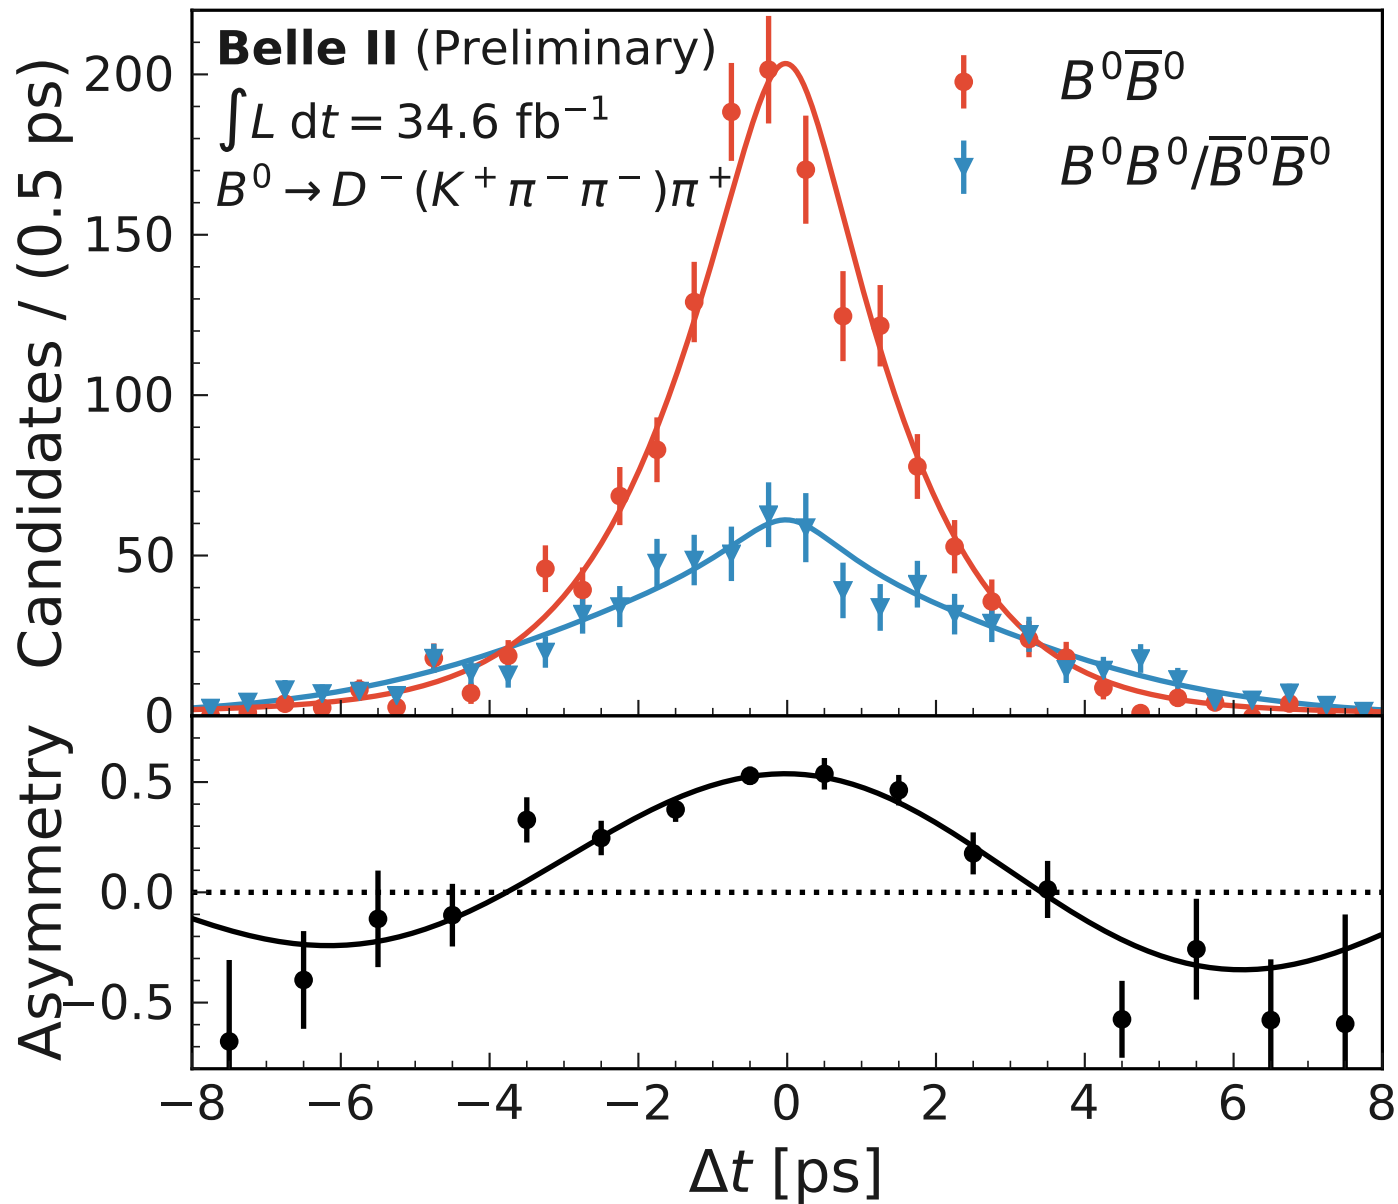 Belle II (Preliminary)
∫L dt = 34.6 fb⁻¹
B⁰ → D⁻(K⁺π⁻π⁻)π⁺
B⁰B̅⁰
B⁰B⁰/B̅⁰B̅⁰
Candidates / (0.5 ps)
200
150
100
50
0
Asymmetry
0.5
0.0
−0.5
−8 −6 −4 −2 0 2 4 6 8
Δt [ps]